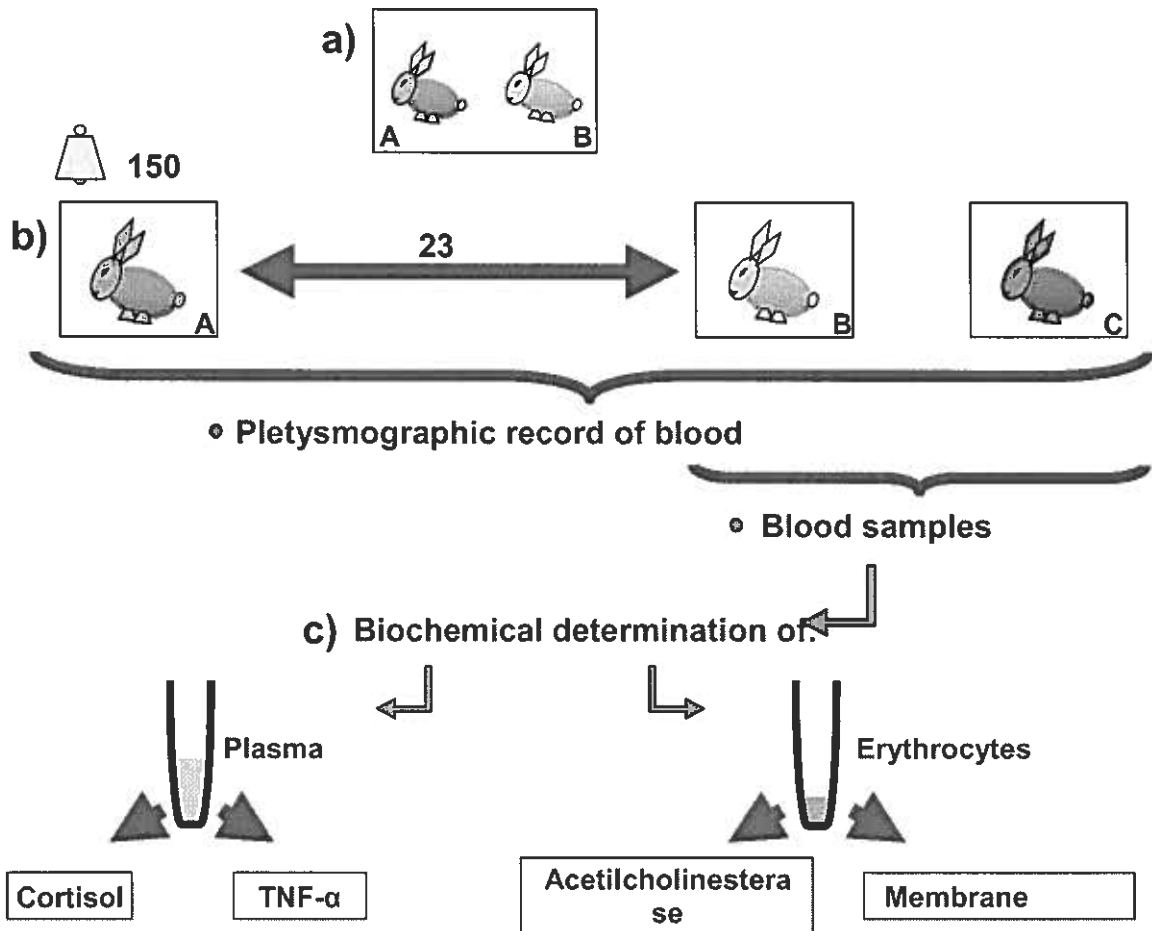 a)
A
B
150
b)
23
A
B
C
Pletysmographic record of blood
Blood samples
c) Biochemical determination of:
Plasma
Erythrocytes
Cortisol
TNF-α
Acetilcholinestera
se
Membrane